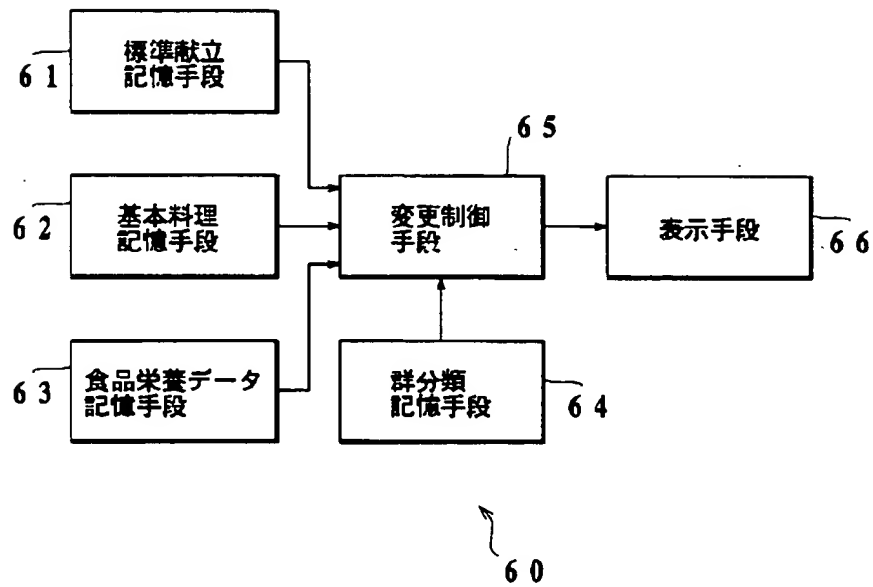 標準献立
記憶手段
61
65
基本料理
記憶手段
62
変更制御
手段
表示手段
66
食品栄養データ
記憶手段
63
群分類
記憶手段
64
60